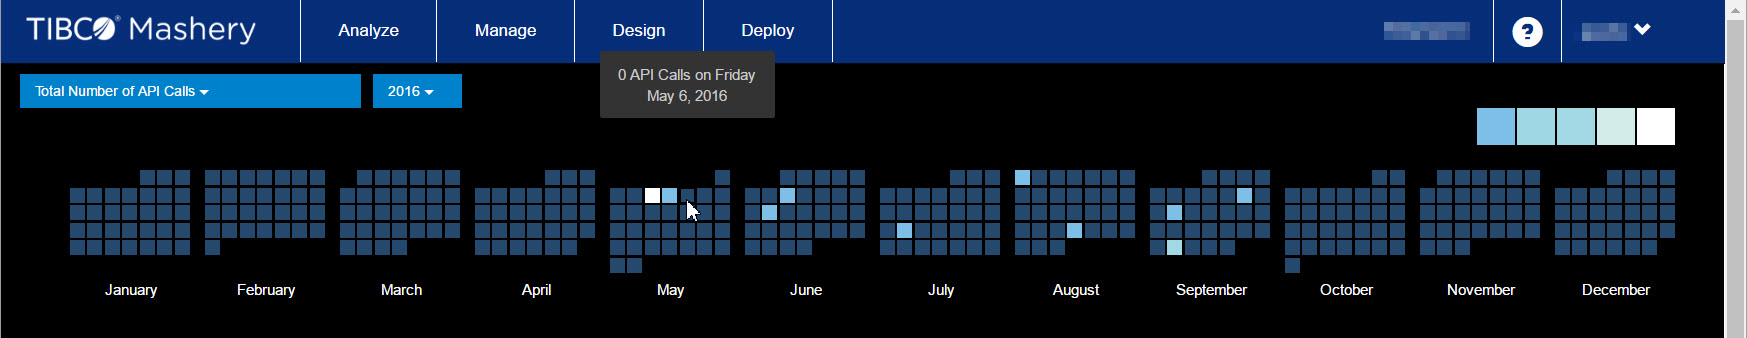 TIBCO® Mashery
Analyze
Manage
Design
Deploy
?
0 API Calls on Friday
May 6, 2016
Total Number of API Calls
2016
January
February
March
April
May
June
July
August
September
October
November
December